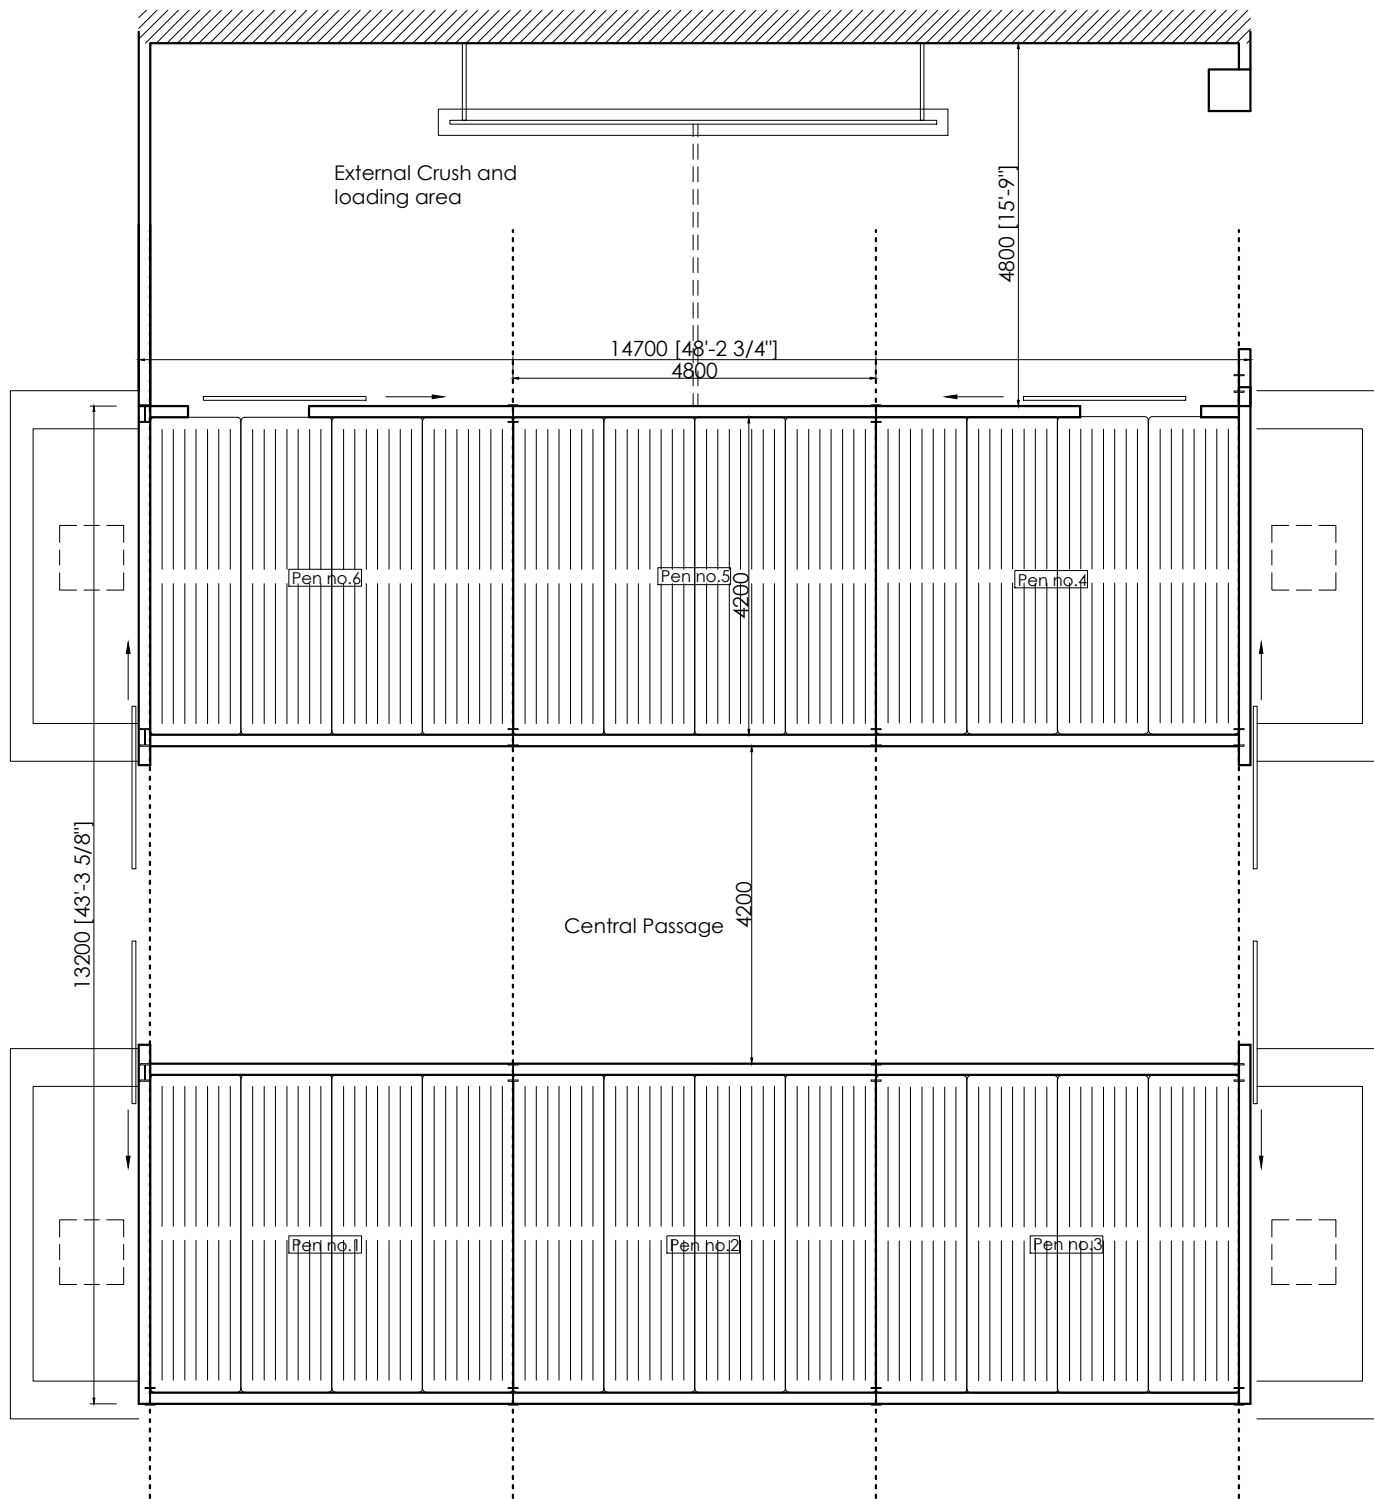 External Crush and
loading area
4800 [15'-9"]
14700 [48'-2 3/4"]
4800
Pen no.6
Pen no.5
Pen no.4
4200
13200 [43'-3 5/8"]
Central Passage
4200
Pen no.1
Pen no.2
Pen no.3